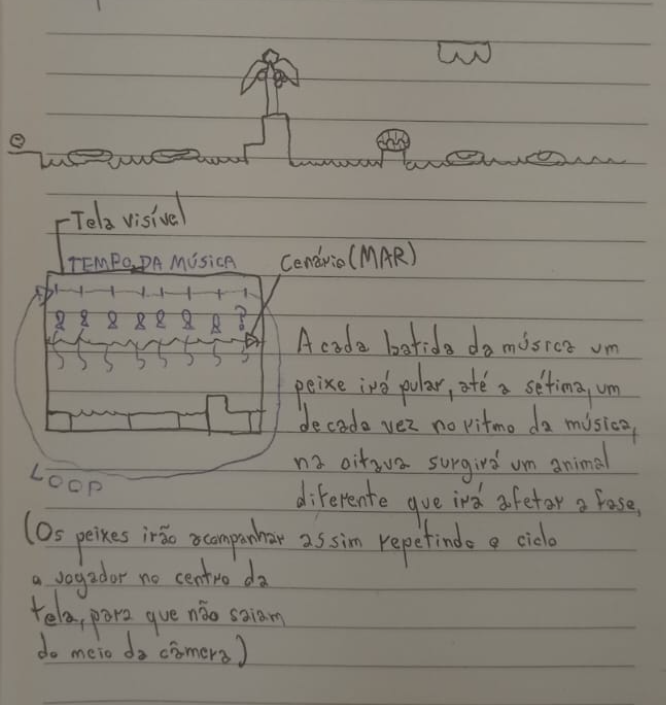 Tela visível
TEMPO DA MÚSICA
Cenário (MAR)
A cada batida da música um
peixe irá pular, até a sétima, um
de cada vez no ritmo da música,
na oitava surgirá um animal
diferente que irá afetar a fase,
assim repetindo o ciclo
LOOP
(Os peixes irão acompanhar
o jogador no centro da
tela, para que não saiam
do meio da câmera)